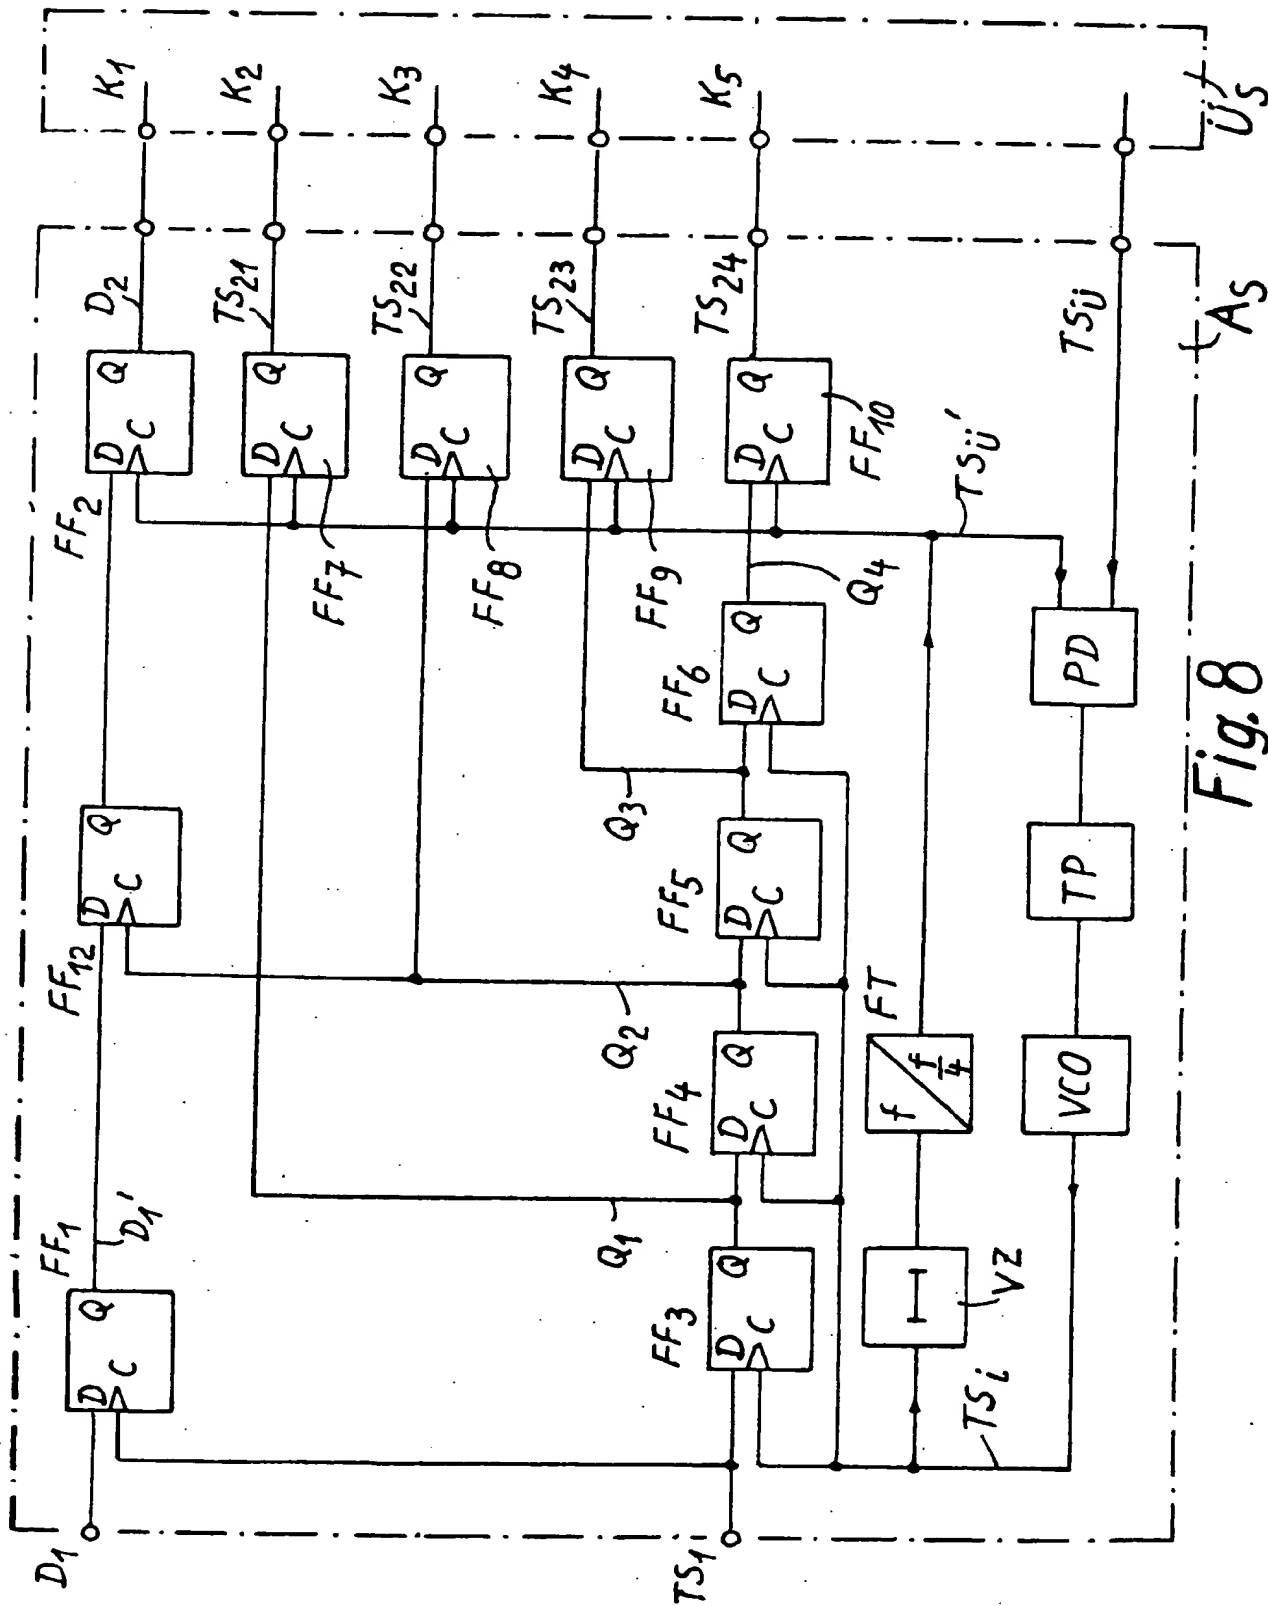 K1
K2
K3
K4
K5
ÜS
D2
TS21
TS22
TS23
TS24
TSÜ
AS
FF2
D
C
Q
FF7
D
C
Q
FF8
D
C
Q
FF9
D
C
Q
FF10
D
C
Q
TSÜ'
Q4
FF12
D
C
Q
FF6
D
C
Q
Q3
FF5
D
C
Q
Q2
FF4
D
C
Q
Q1
FF3
D
C
Q
FF1
D
C
Q
D1'
D1
TS1
TSi
VZ
FT
f
f/4
PD
TP
VCO
Fig. 8